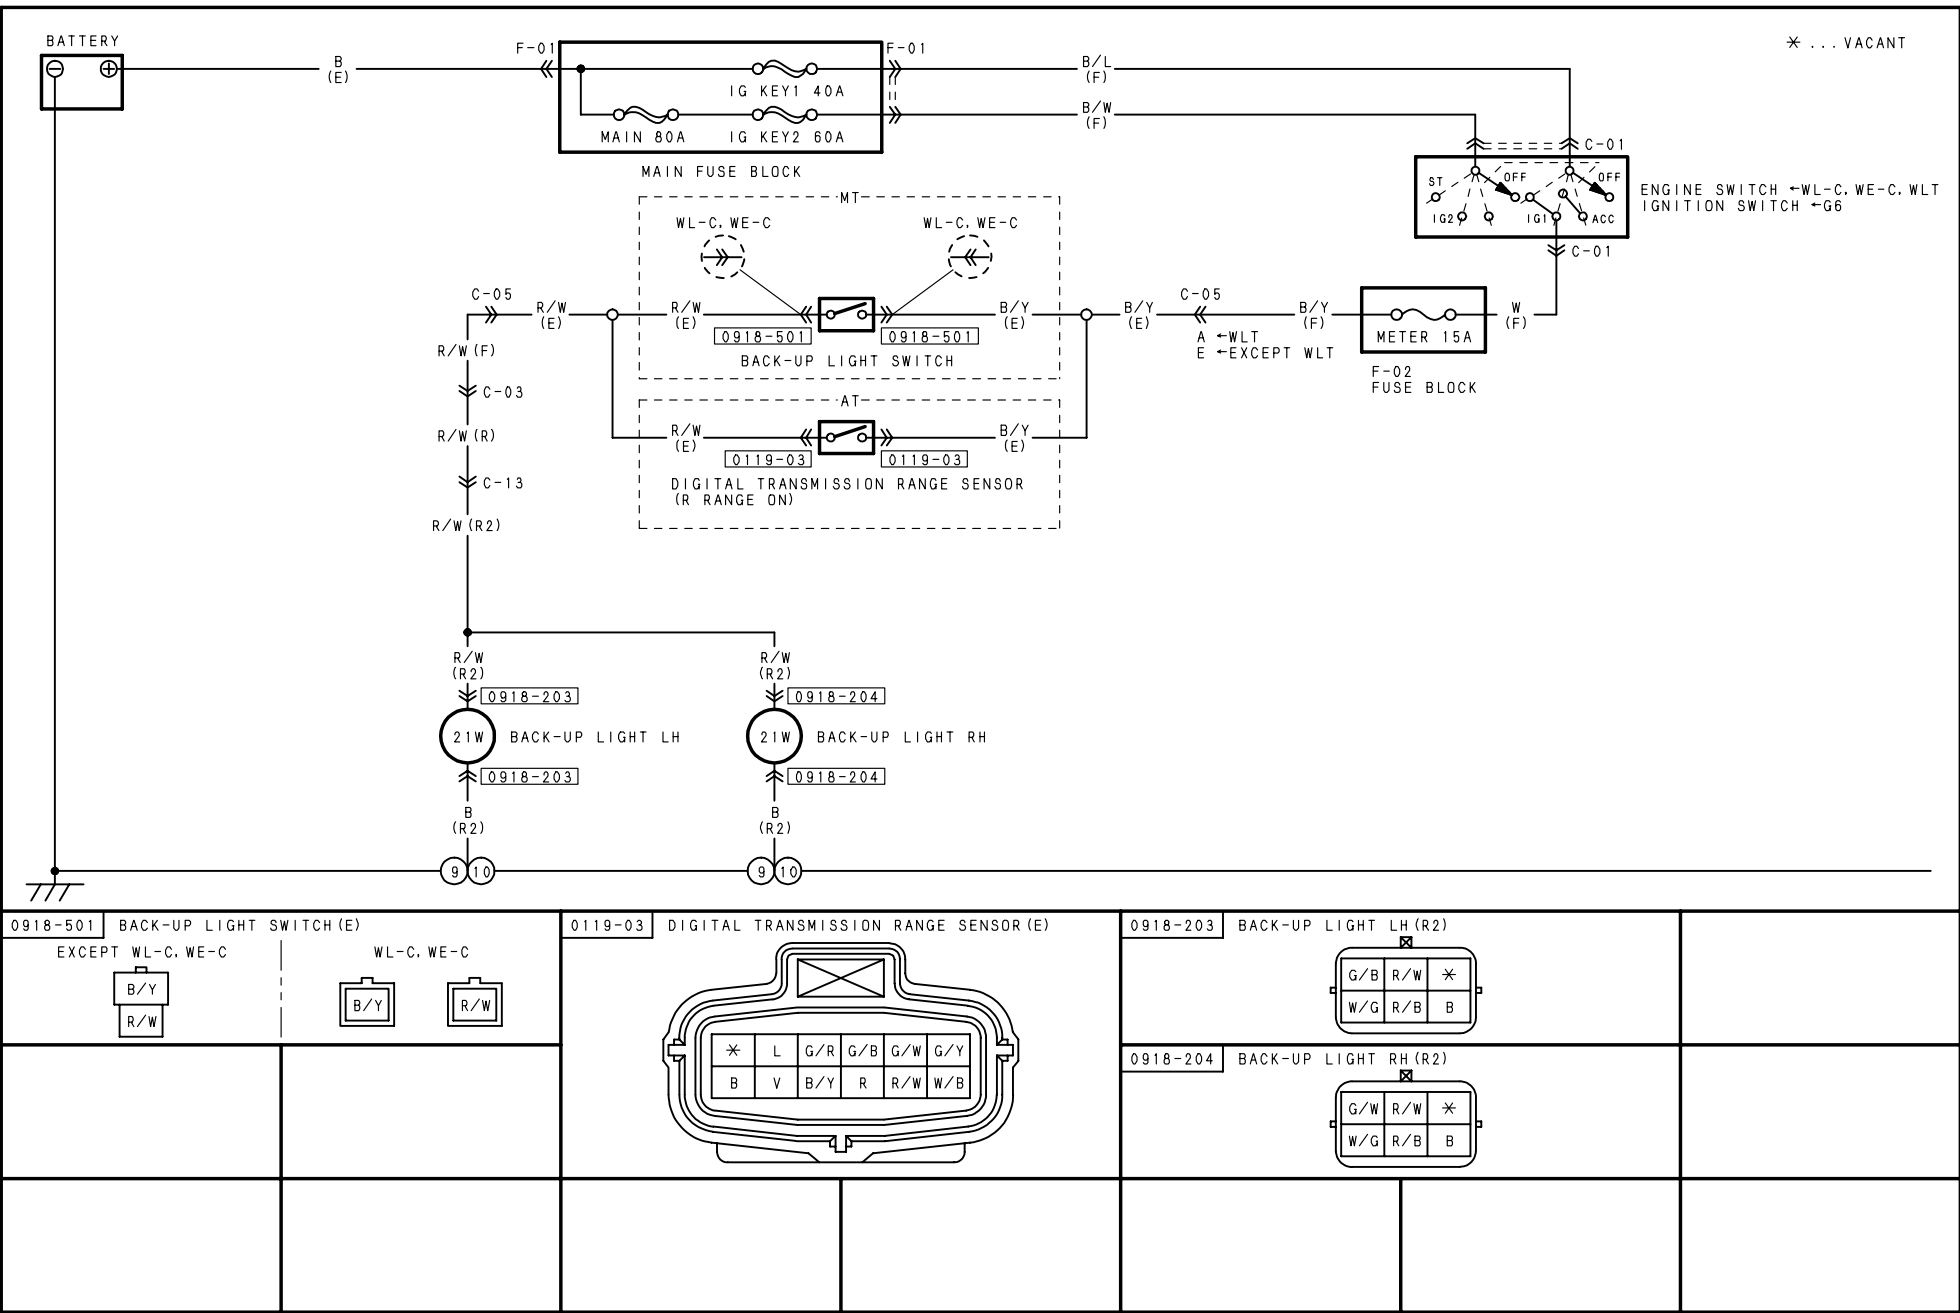 BATTERY
* ... VACANT
B
(E)
F-01
F-01
IG KEY1 40A
MAIN 80A
IG KEY2 60A
MAIN FUSE BLOCK
B/L
(F)
B/W
(F)
C-01
ST
OFF
OFF
IG2
IG1
ACC
ENGINE SWITCH ←WL-C, WE-C, WLT
IGNITION SWITCH ←G6
C-01
MT
WL-C, WE-C
WL-C, WE-C
C-05
R/W
(E)
R/W
(E)
0918-501
0918-501
BACK-UP LIGHT SWITCH
B/Y
(E)
B/Y
(E)
C-05
A ←WLT
E ←EXCEPT WLT
B/Y
(F)
METER 15A
F-02
FUSE BLOCK
W
(F)
R/W(F)
C-03
R/W(R)
C-13
R/W(R2)
AT
R/W
(E)
0119-03
0119-03
B/Y
(E)
DIGITAL TRANSMISSION RANGE SENSOR
(R RANGE ON)
R/W
(R2)
R/W
(R2)
0918-203
0918-204
21W
BACK-UP LIGHT LH
21W
BACK-UP LIGHT RH
0918-203
0918-204
B
(R2)
B
(R2)
9 10
9 10
0918-501 BACK-UP LIGHT SWITCH(E)
EXCEPT WL-C, WE-C
WL-C, WE-C
B/Y
R/W
B/Y
R/W
0119-03 DIGITAL TRANSMISSION RANGE SENSOR(E)
* L G/R G/B G/W G/Y
B V B/Y R R/W W/B
0918-203 BACK-UP LIGHT LH(R2)
G/B R/W *
W/G R/B B
0918-204 BACK-UP LIGHT RH(R2)
G/W R/W *
W/G R/B B